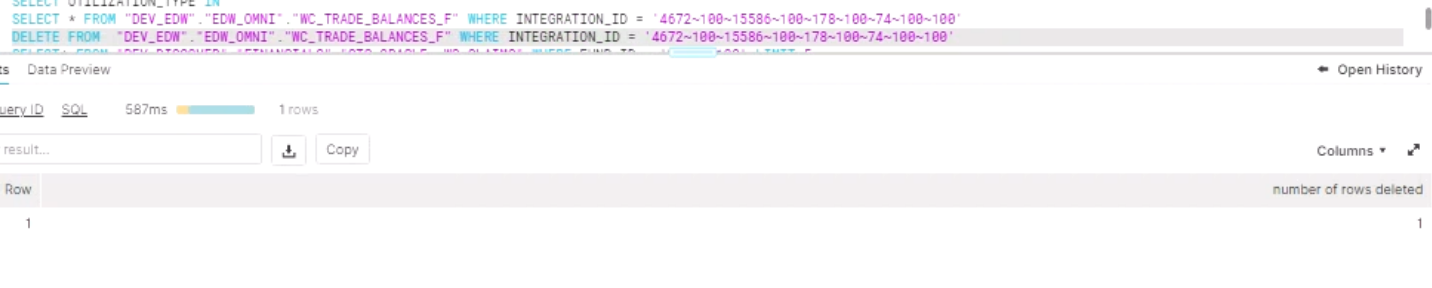 SELECT UTILIZATION_TYPE IN
SELECT * FROM "DEV_EDW"."EDW_OMNI"."WC_TRADE_BALANCES_F" WHERE INTEGRATION_ID = '4672~100~15586~100~178~100~74~100~100'
DELETE FROM "DEV_EDW"."EDW_OMNI"."WC_TRADE_BALANCES_F" WHERE INTEGRATION_ID = '4672~100~15586~100~178~100~74~100~100'
ts Data Preview Open History
uery ID SQL 587ms 1 rows
result... Copy Columns
Row number of rows deleted
1 1